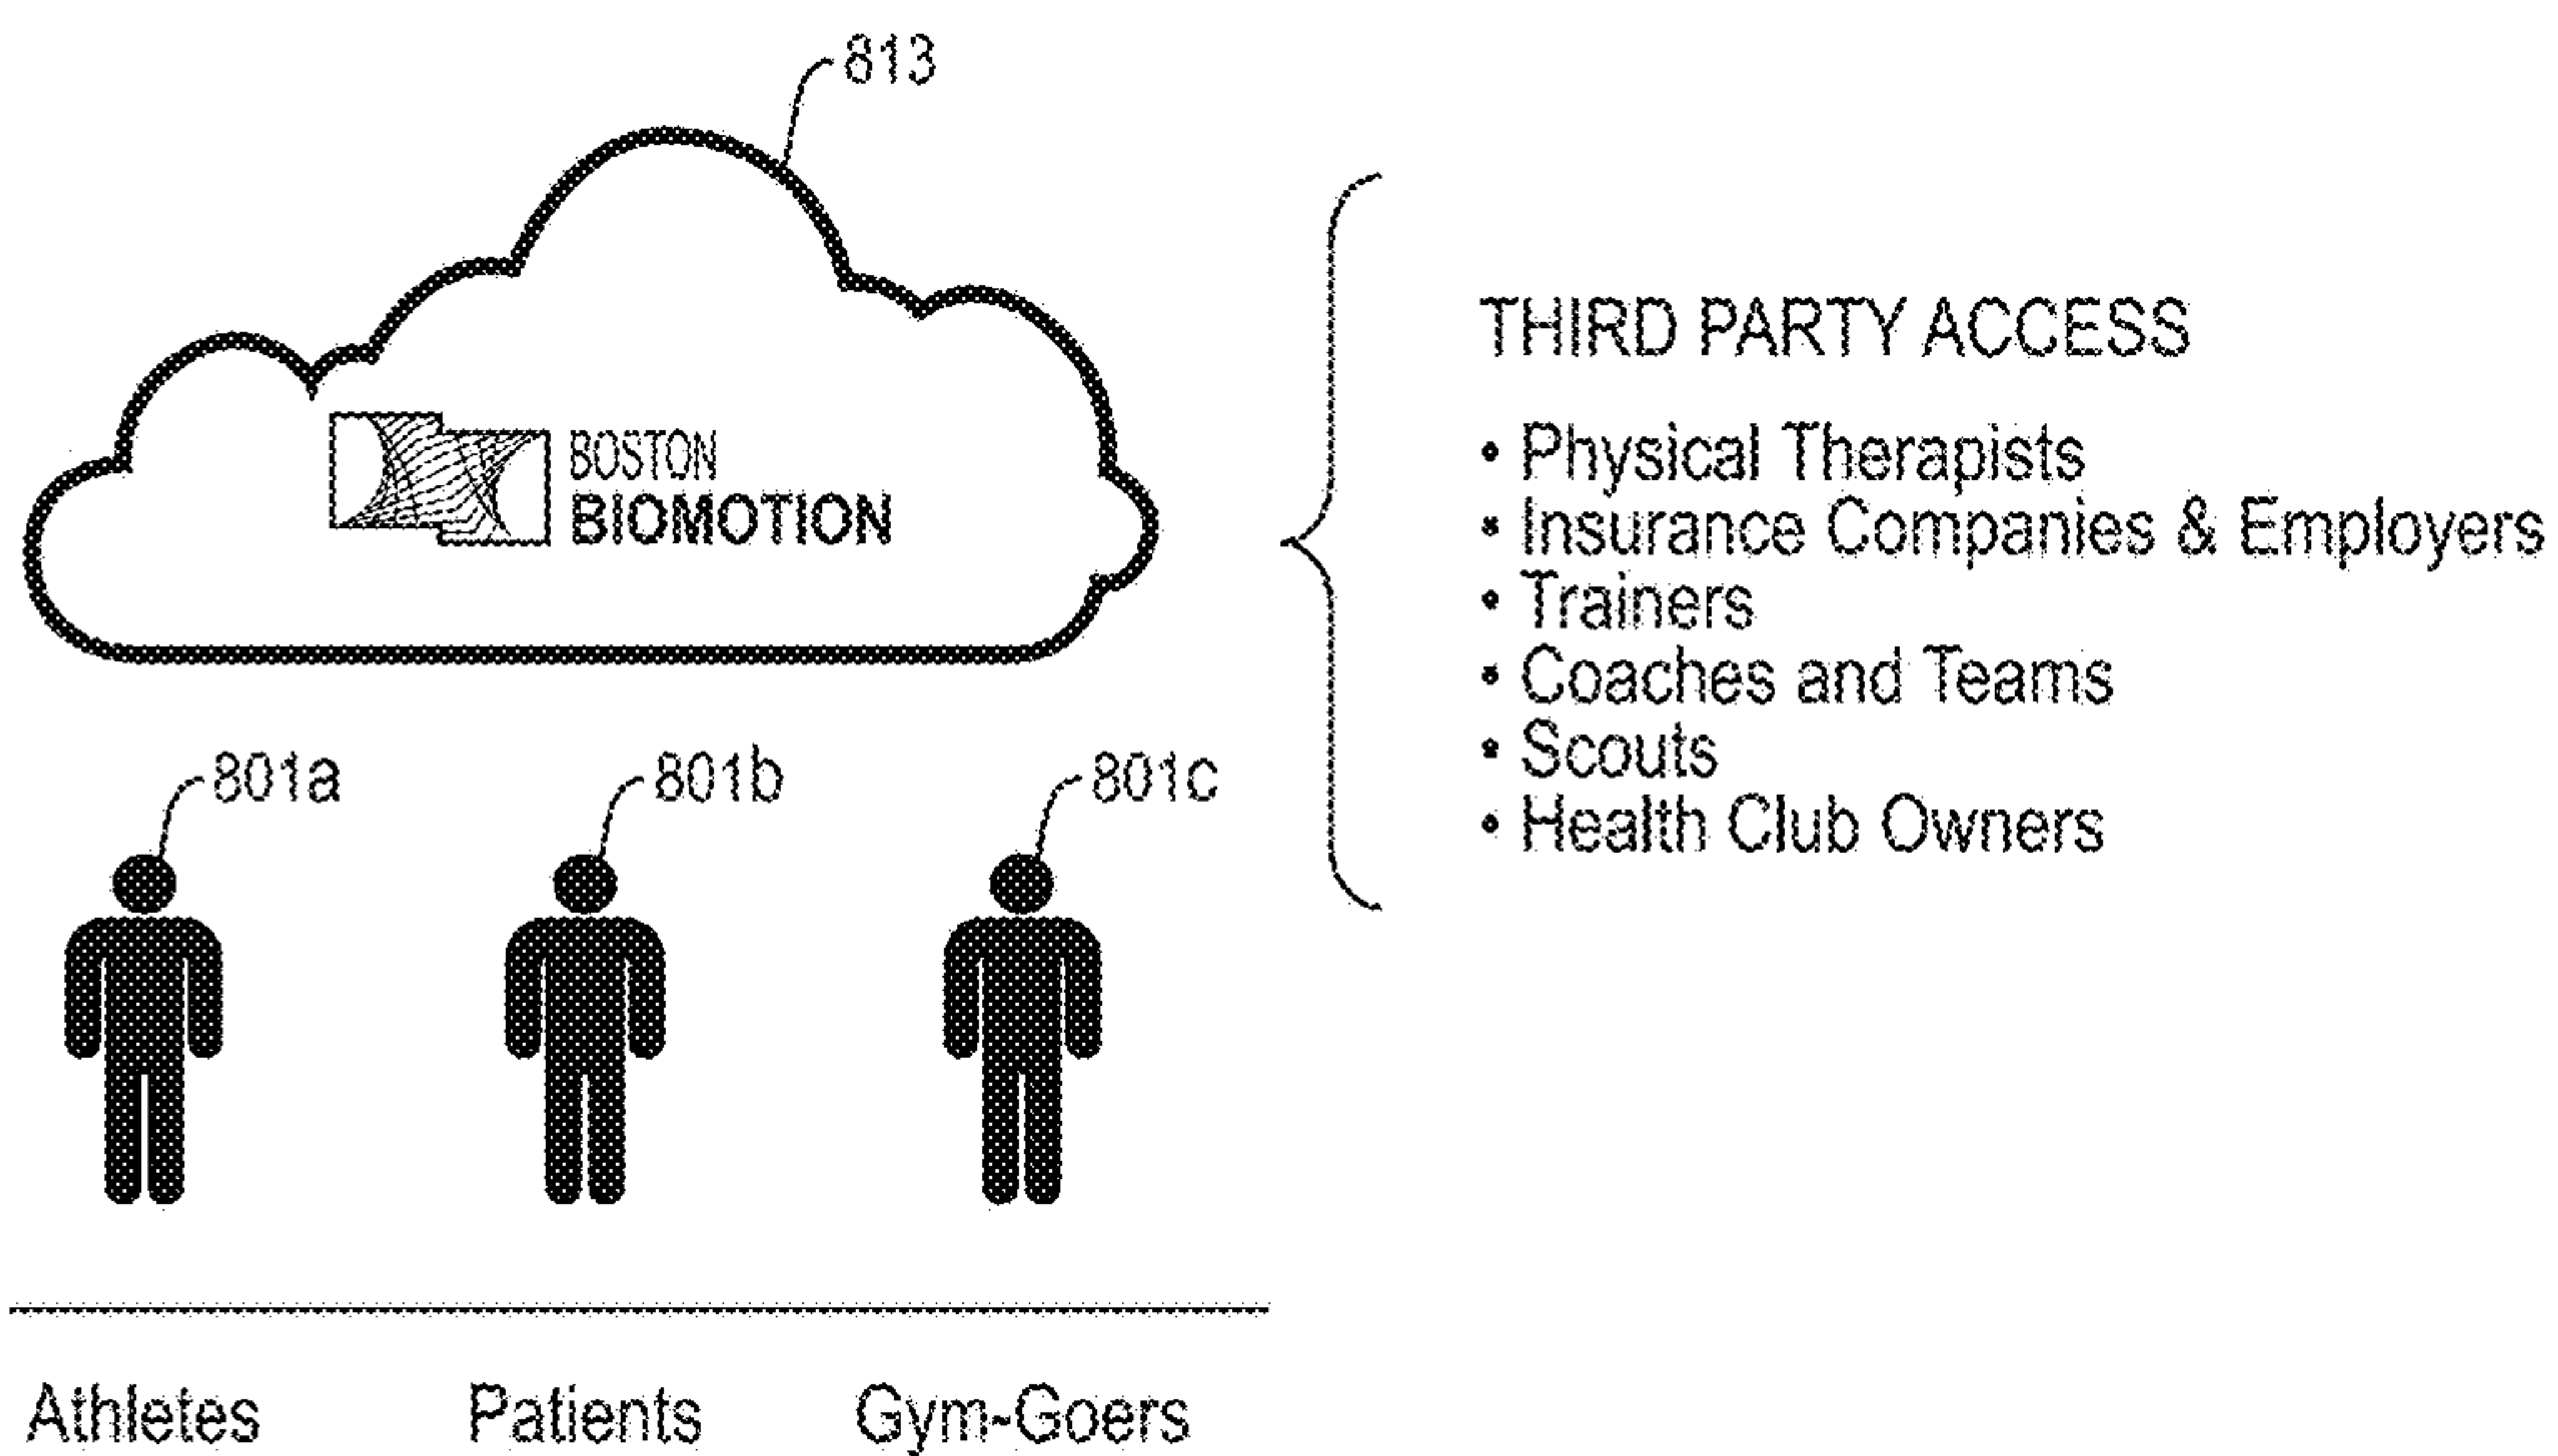 813
BOSTON
BIOMOTION
801a
801b
801c
Athletes
Patients
Gym-Goers
THIRD PARTY ACCESS
• Physical Therapists
• Insurance Companies & Employers
• Trainers
• Coaches and Teams
• Scouts
• Health Club Owners